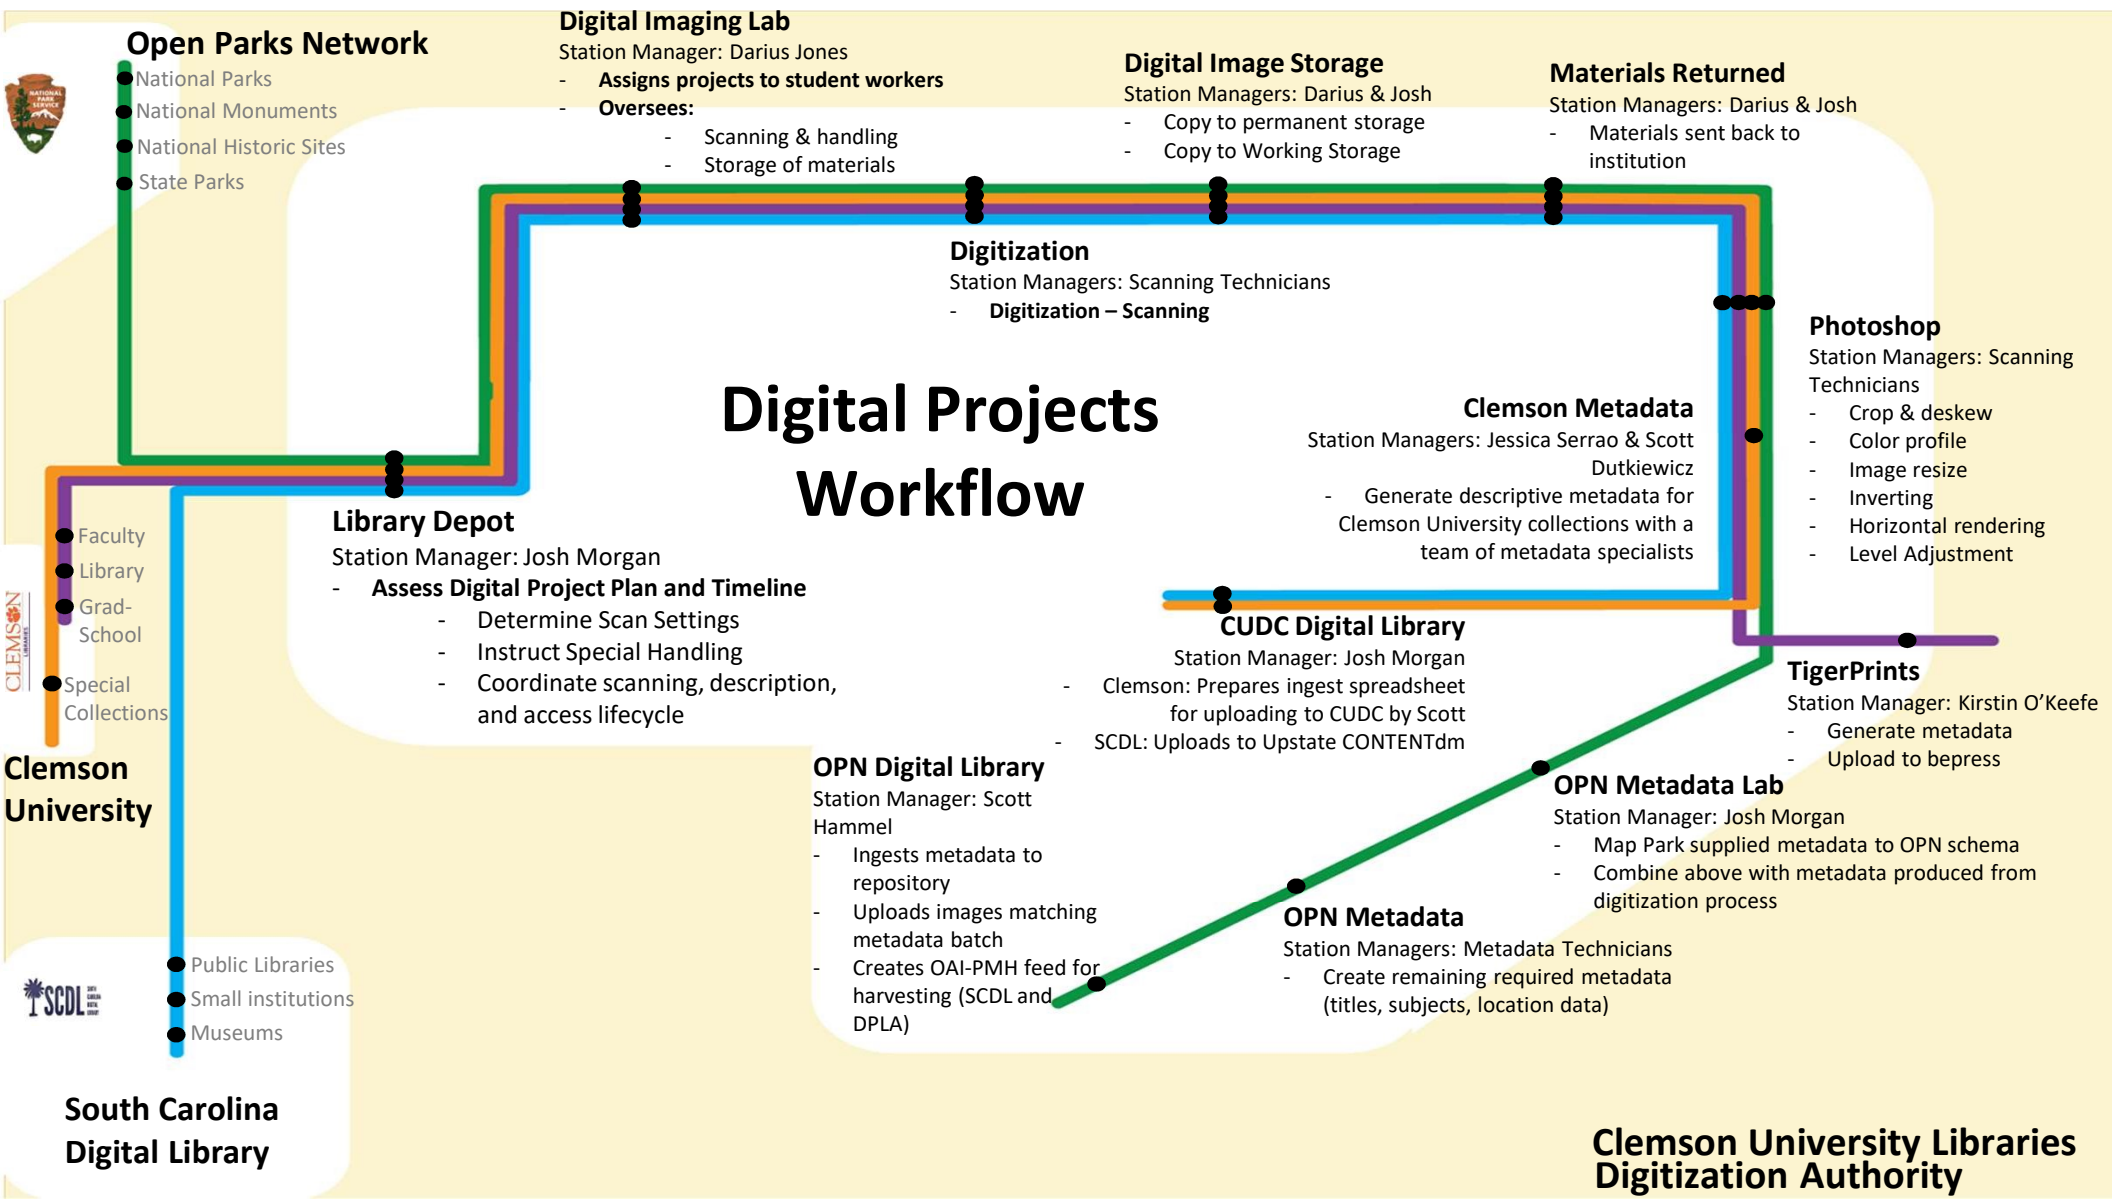 Open Parks Network
National Parks
National Monuments
National Historic Sites
State Parks
NATIONAL
PARK
SERVICE
Digital Imaging Lab
Station Manager: Darius Jones
- Assigns projects to student workers
- Oversees:
- Scanning & handling
- Storage of materials
Digital Image Storage
Station Managers: Darius & Josh
- Copy to permanent storage
- Copy to Working Storage
Materials Returned
Station Managers: Darius & Josh
- Materials sent back to
institution
Digitization
Station Managers: Scanning Technicians
- Digitization – Scanning
Photoshop
Station Managers: Scanning
Technicians
- Crop & deskew
- Color profile
- Image resize
- Inverting
- Horizontal rendering
- Level Adjustment
Digital Projects
Workflow
Clemson Metadata
Station Managers: Jessica Serrao & Scott
Dutkiewicz
- Generate descriptive metadata for
Clemson University collections with a
team of metadata specialists
Library Depot
Station Manager: Josh Morgan
- Assess Digital Project Plan and Timeline
- Determine Scan Settings
- Instruct Special Handling
- Coordinate scanning, description,
and access lifecycle
Faculty
Library
Grad-
School
Special
Collections
CLEMSON
LIBRARIES
Clemson
University
CUDC Digital Library
Station Manager: Josh Morgan
- Clemson: Prepares ingest spreadsheet
for uploading to CUDC by Scott
- SCDL: Uploads to Upstate CONTENTdm
TigerPrints
Station Manager: Kirstin O’Keefe
- Generate metadata
- Upload to bepress
OPN Metadata Lab
Station Manager: Josh Morgan
- Map Park supplied metadata to OPN schema
- Combine above with metadata produced from
digitization process
OPN Digital Library
Station Manager: Scott
Hammel
- Ingests metadata to
repository
- Uploads images matching
metadata batch
- Creates OAI-PMH feed for
harvesting (SCDL and
DPLA)
OPN Metadata
Station Managers: Metadata Technicians
- Create remaining required metadata
(titles, subjects, location data)
Public Libraries
Small institutions
Museums
SCDL
South Carolina
Digital Library
Clemson University Libraries
Digitization Authority